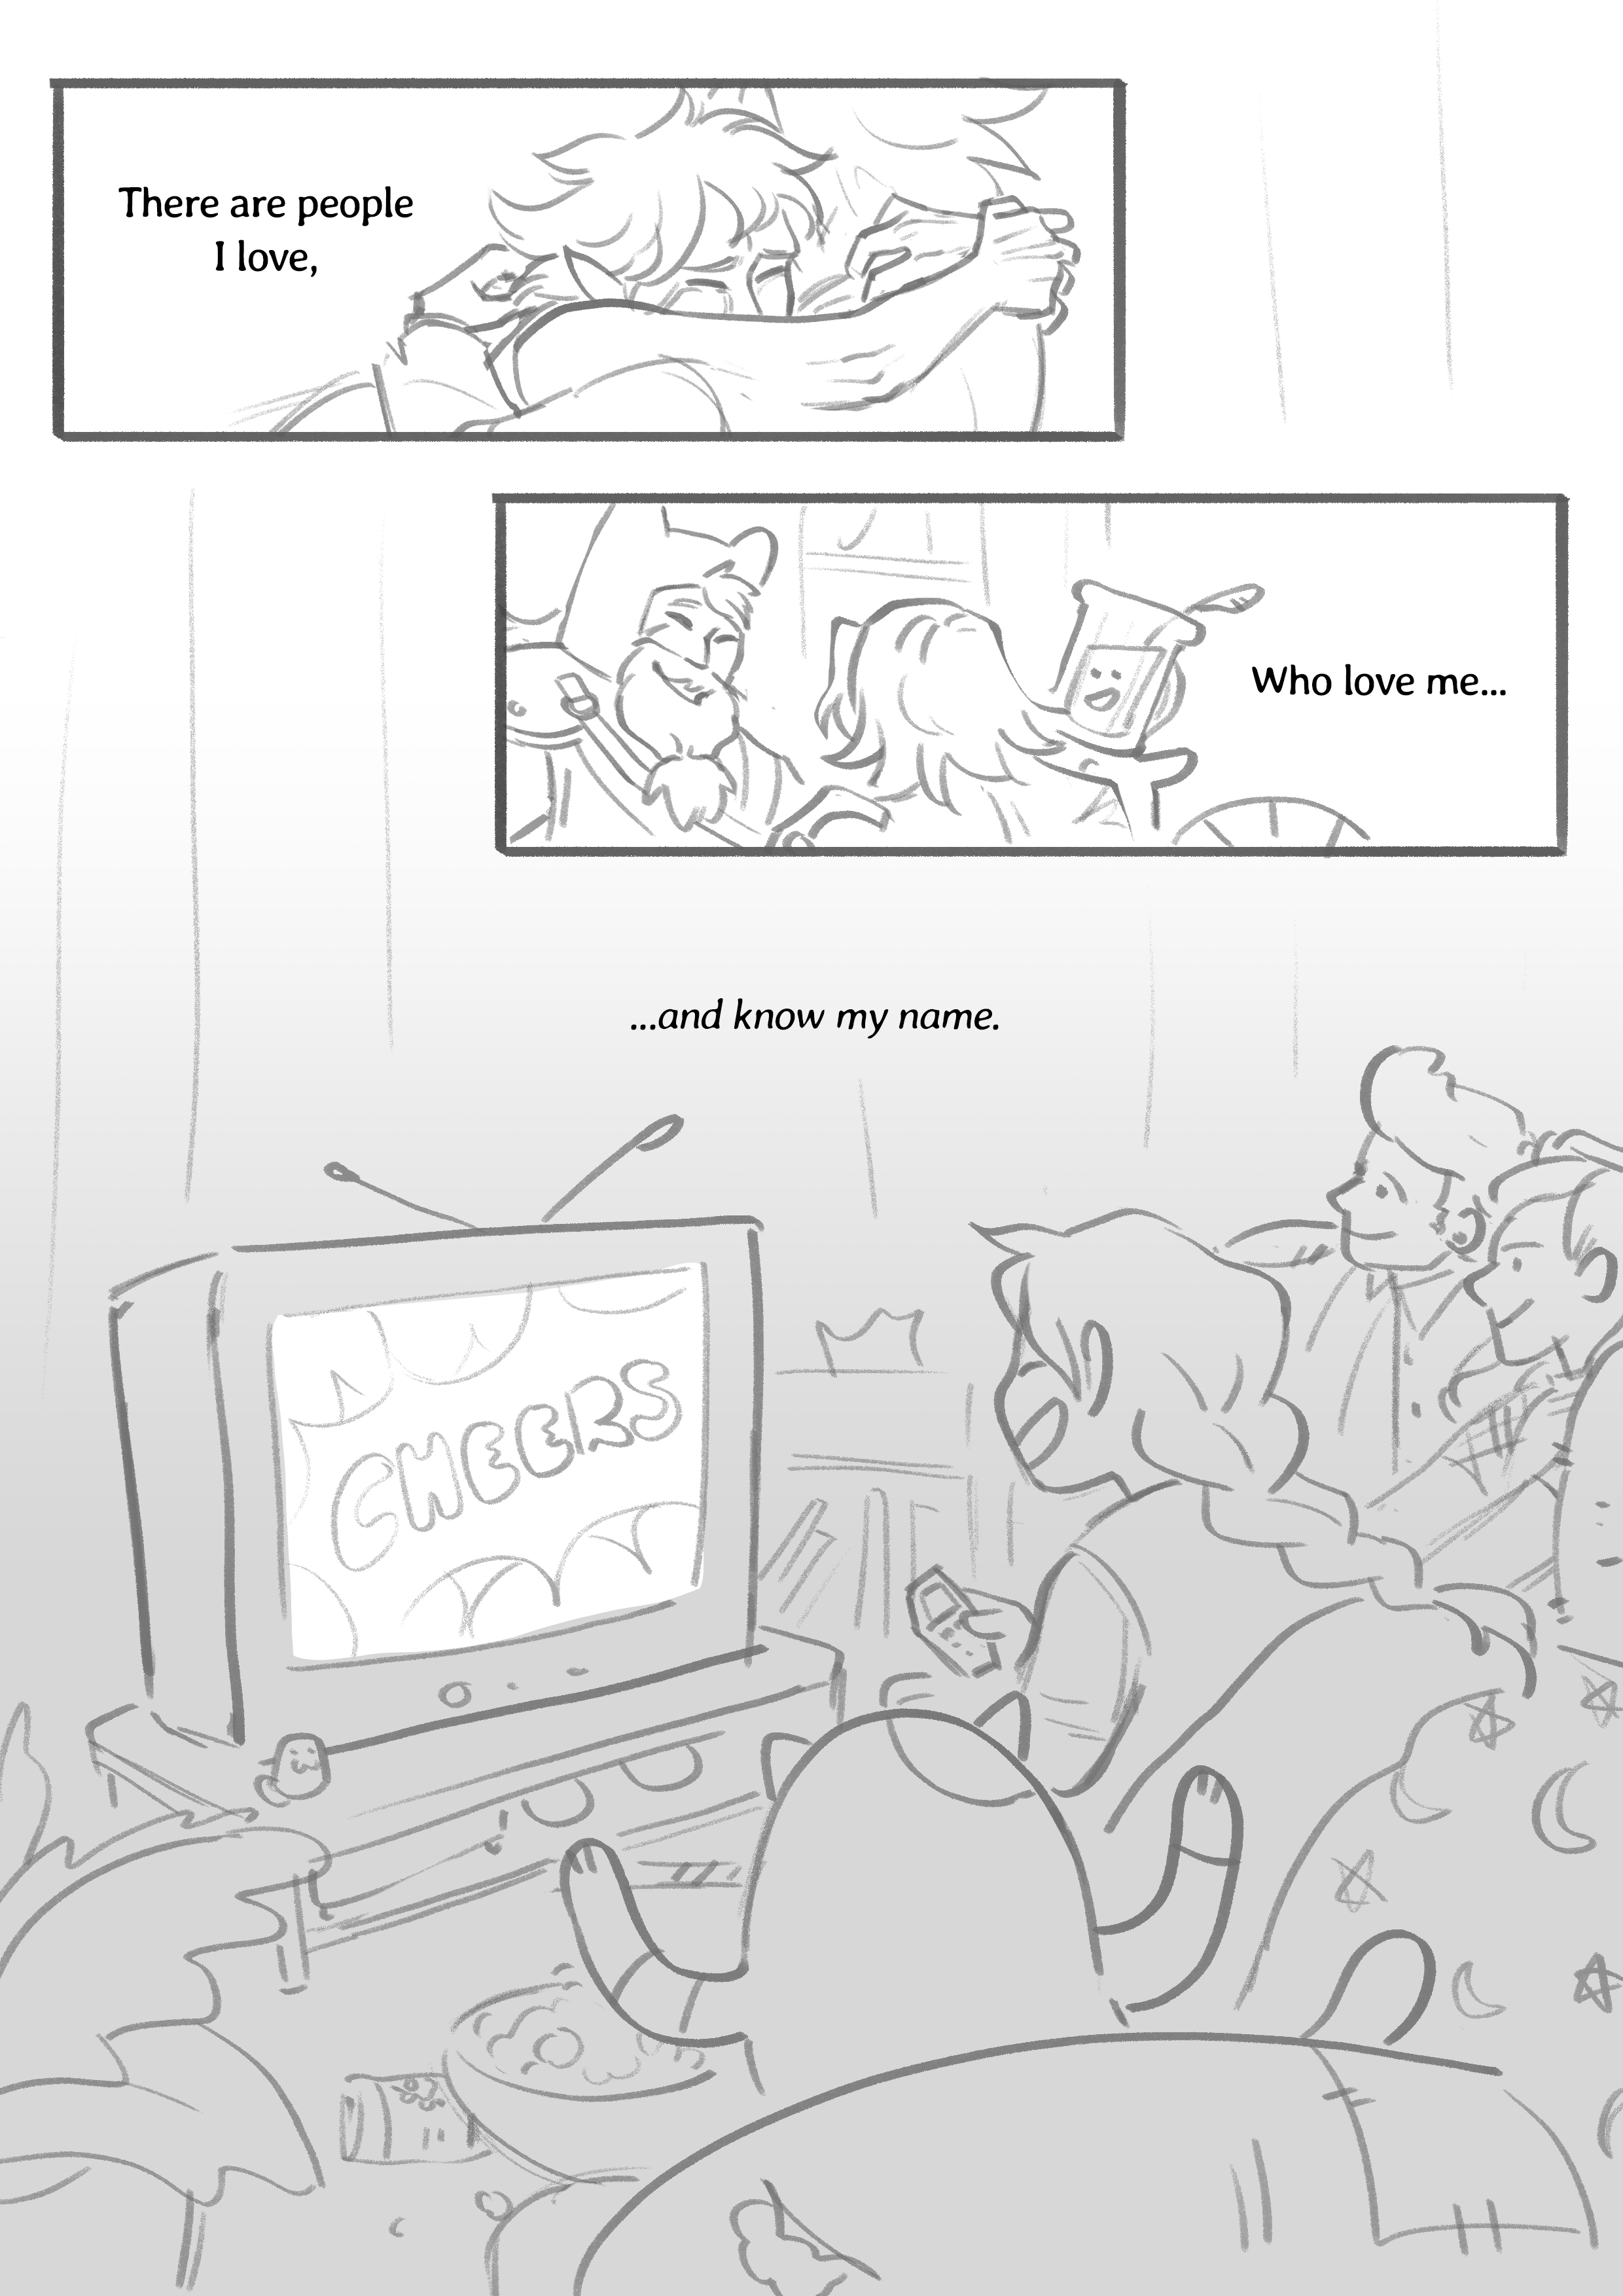 There are people
I love,
Who love me...
...and know my name.
CHEERS